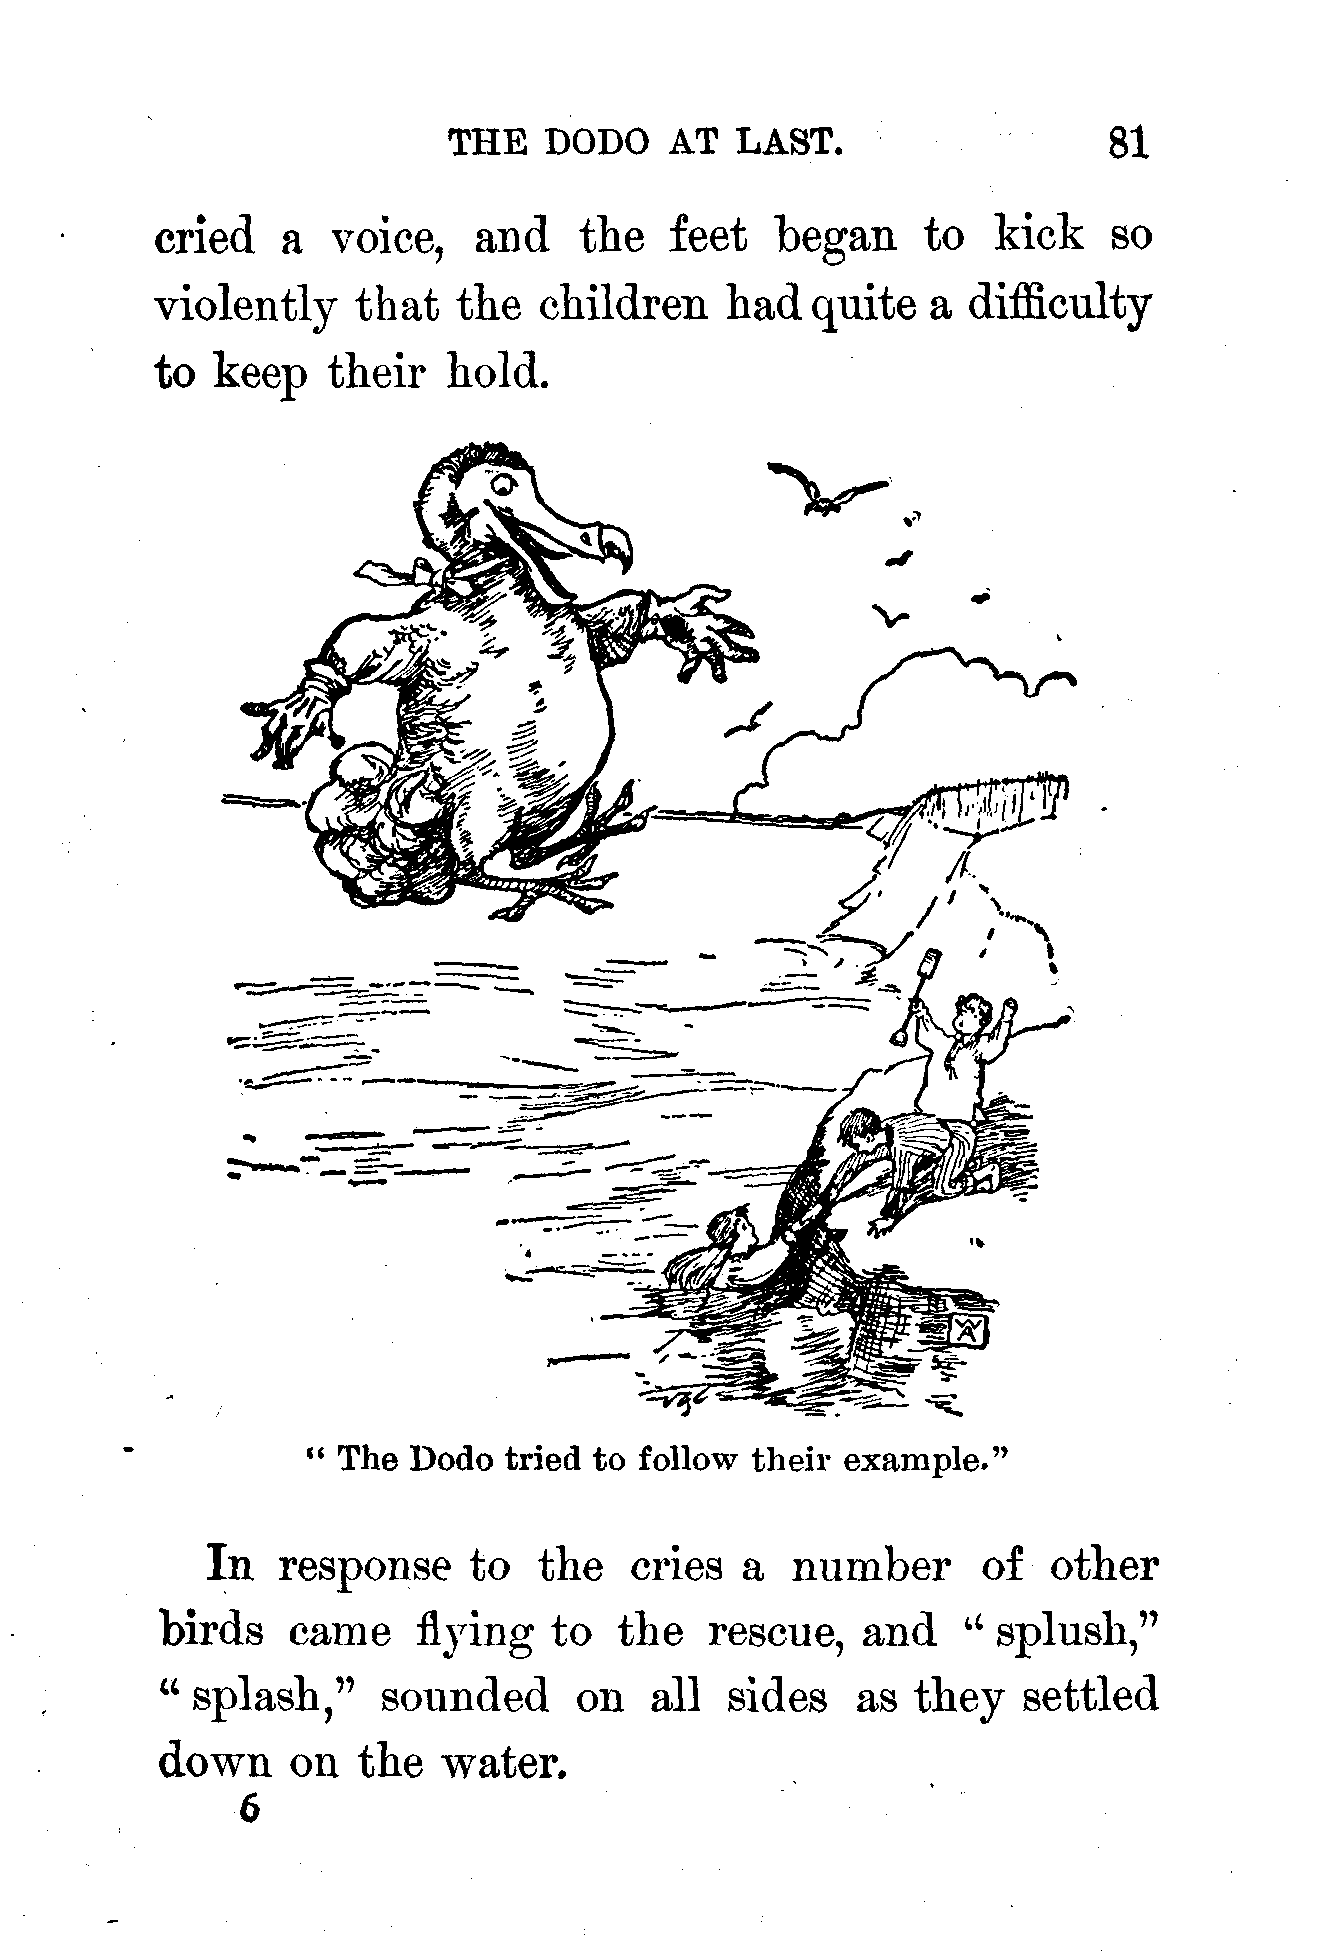 THE DODO AT LAST. 81
cried a voice, and the feet began to kick so
violently that the children had quite a difficulty
to keep their hold.
WA
“ The Dodo tried to follow their example.”
In response to the cries a number of other
birds came flying to the rescue, and “ splush,”
“ splash,” sounded on all sides as they settled
down on the water.
6